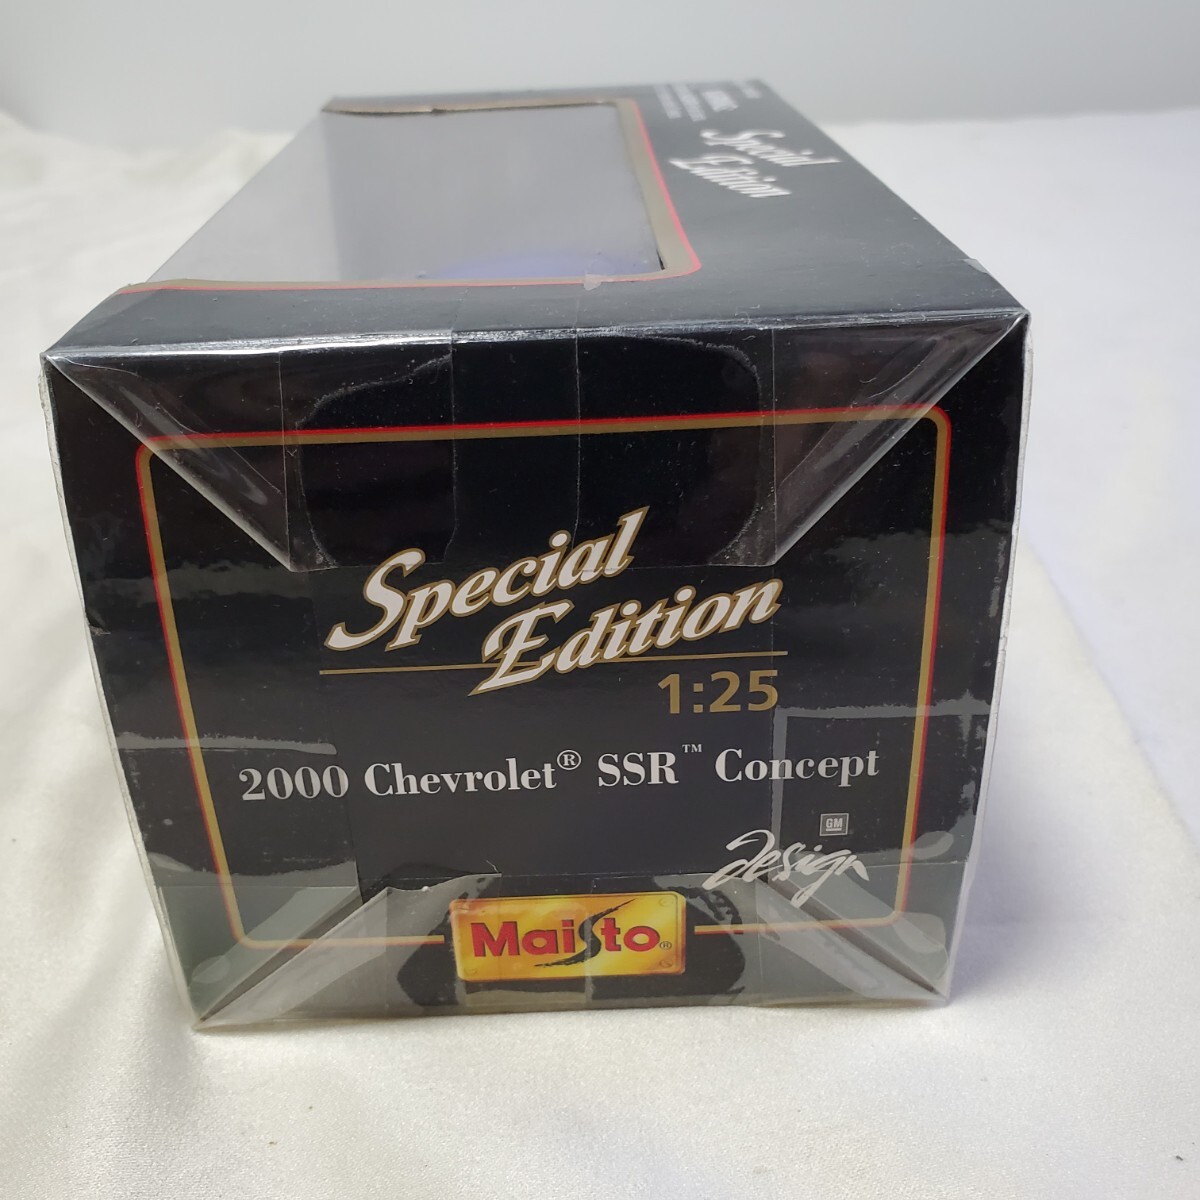 Special
Edition
Special
Edition
1:25
2000 Chevrolet® SSR™ Concept
GM
design
Maisto®